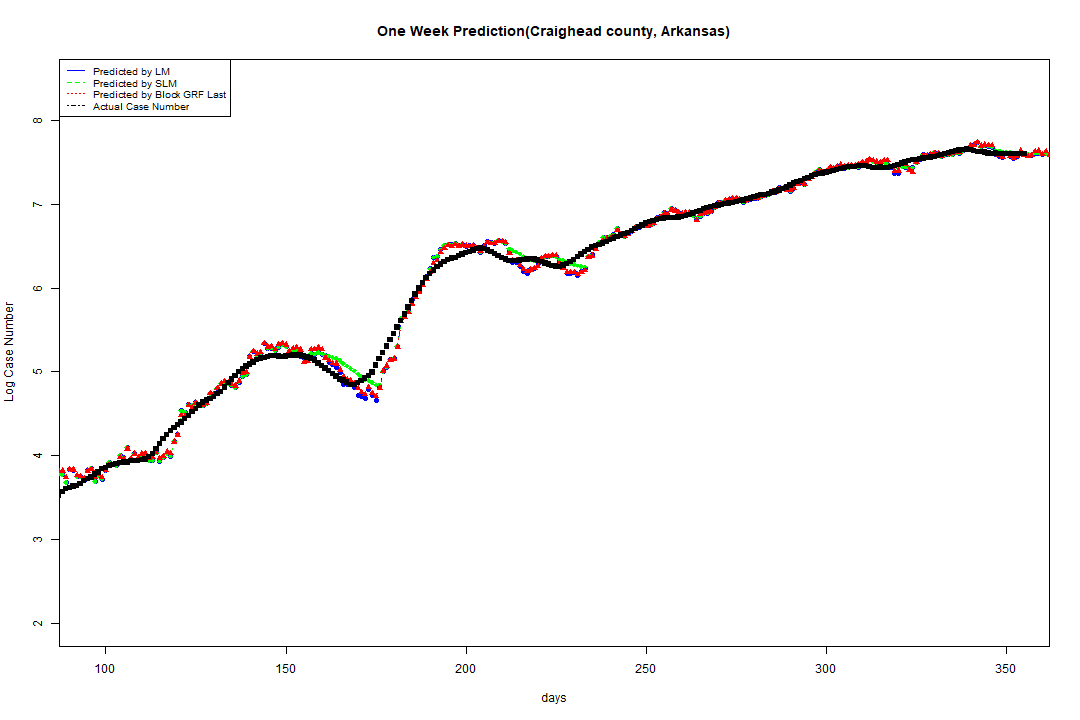 One Week Prediction(Craighead county, Arkansas)
Predicted by LM
Predicted by SLM
Predicted by Block GRF Last
Actual Case Number
Log Case Number
8
7
6
5
4
3
2
100 150 200 250 300 350
days